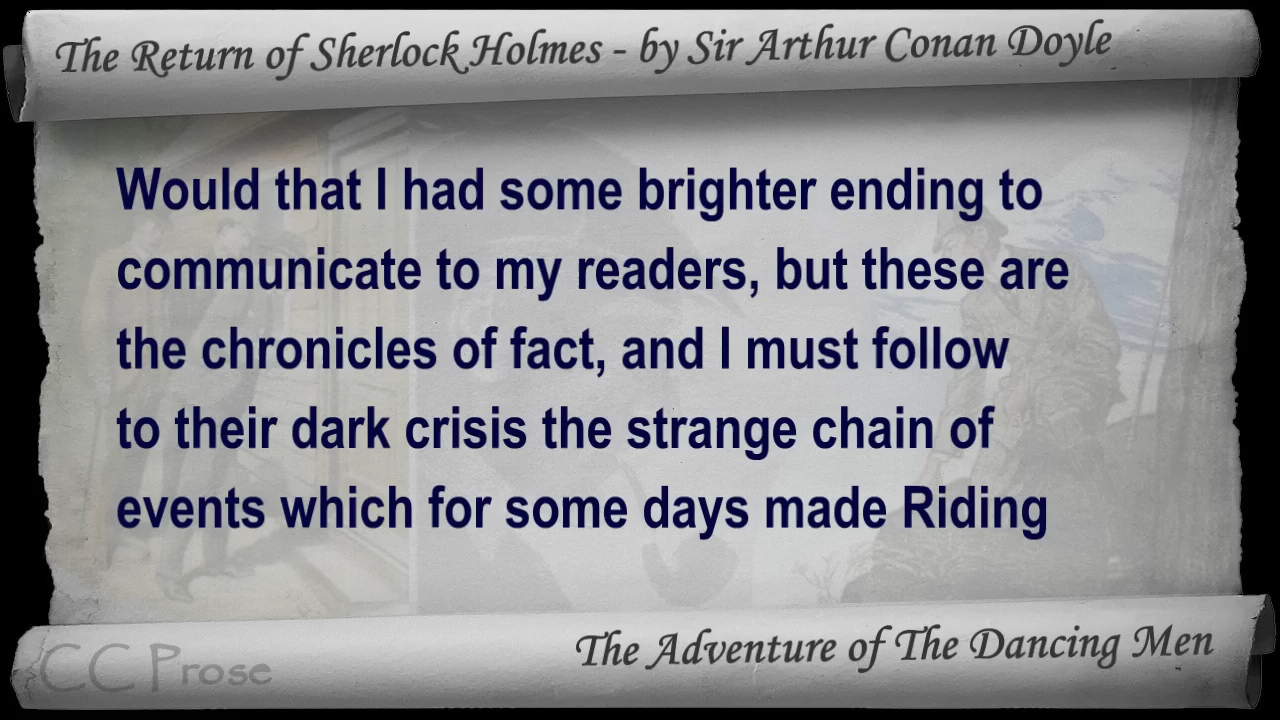 The Return of Sherlock Holmes - by Sir Arthur Conan Doyle
Would that I had some brighter ending to
communicate to my readers, but these are
the chronicles of fact, and I must follow
to their dark crisis the strange chain of
events which for some days made Riding
The Adventure of The Dancing Men
CC Prose